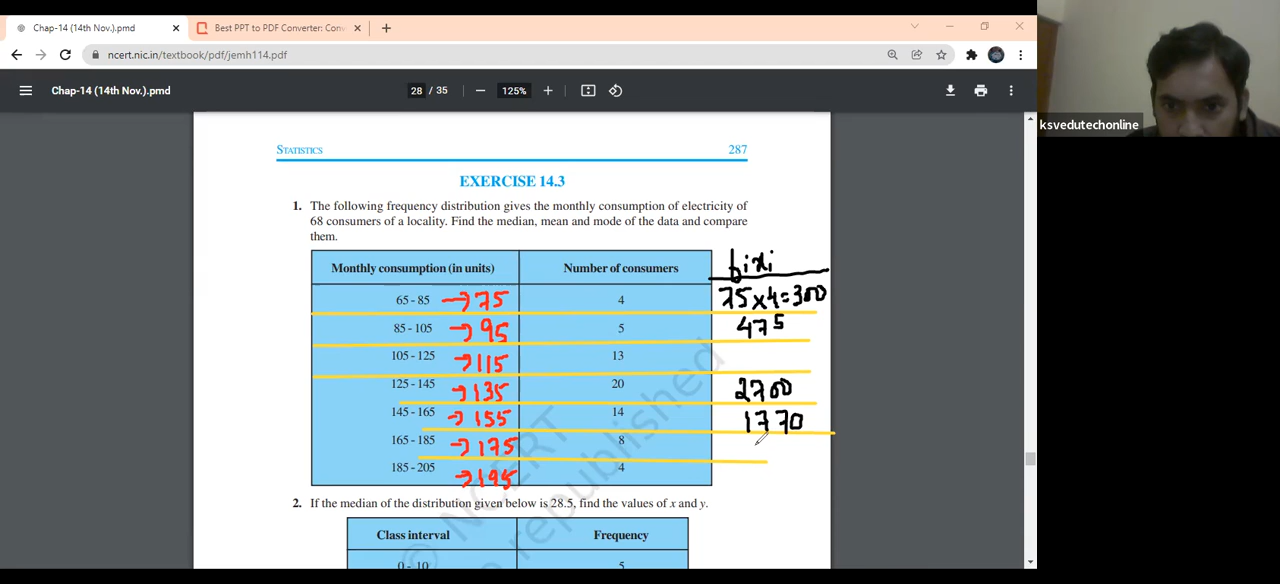 Chap-14 (14th Nov.).pmd
Best PPT to PDF Converter: Conv
ncert.nic.in/textbook/pdf/jemh114.pdf
Chap-14 (14th Nov.).pmd
28 / 35
125%
ksvedutechonline
STATISTICS 287
EXERCISE 14.3
1. The following frequency distribution gives the monthly consumption of electricity of
68 consumers of a locality. Find the median, mean and mode of the data and compare
them.
Monthly consumption (in units) Number of consumers fixi
65 - 85 →75 4 75×4=300
85 - 105 →95 5 475
105 - 125 →115 13
125 - 145 →135 20 2700
145 - 165 →155 14 1770
165 - 185 →175 8
185 - 205 →195 4
© NCERT
republished
2. If the median of the distribution given below is 28.5, find the values of x and y.
Class interval Frequency
0 - 10 5